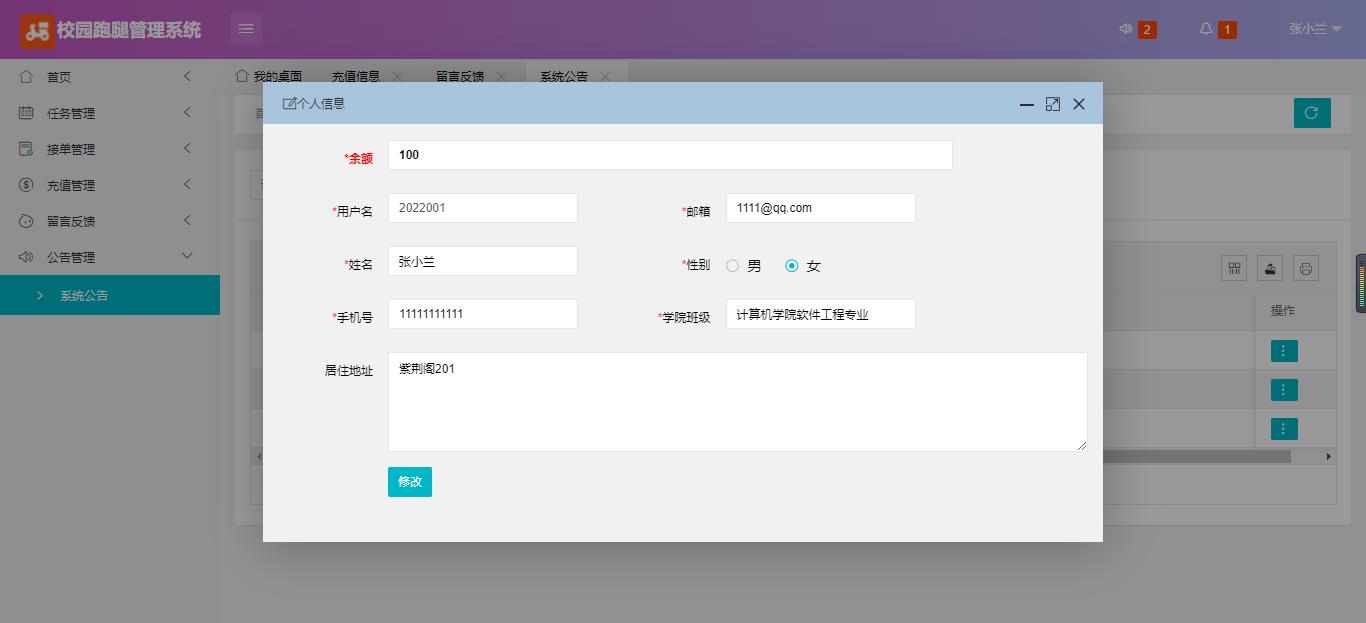 校园跑腿管理系统
2
1
张小兰
首页
任务管理
接单管理
充值管理
留言反馈
公告管理
系统公告
我的桌面
充值信息
留言反馈
系统公告
个人信息
*余额
100
*用户名
2022001
*邮箱
1111@qq.com
*姓名
张小兰
*性别
男
女
*手机号
11111111111
*学院班级
计算机学院软件工程专业
居住地址
紫荆阁201
修改
操作